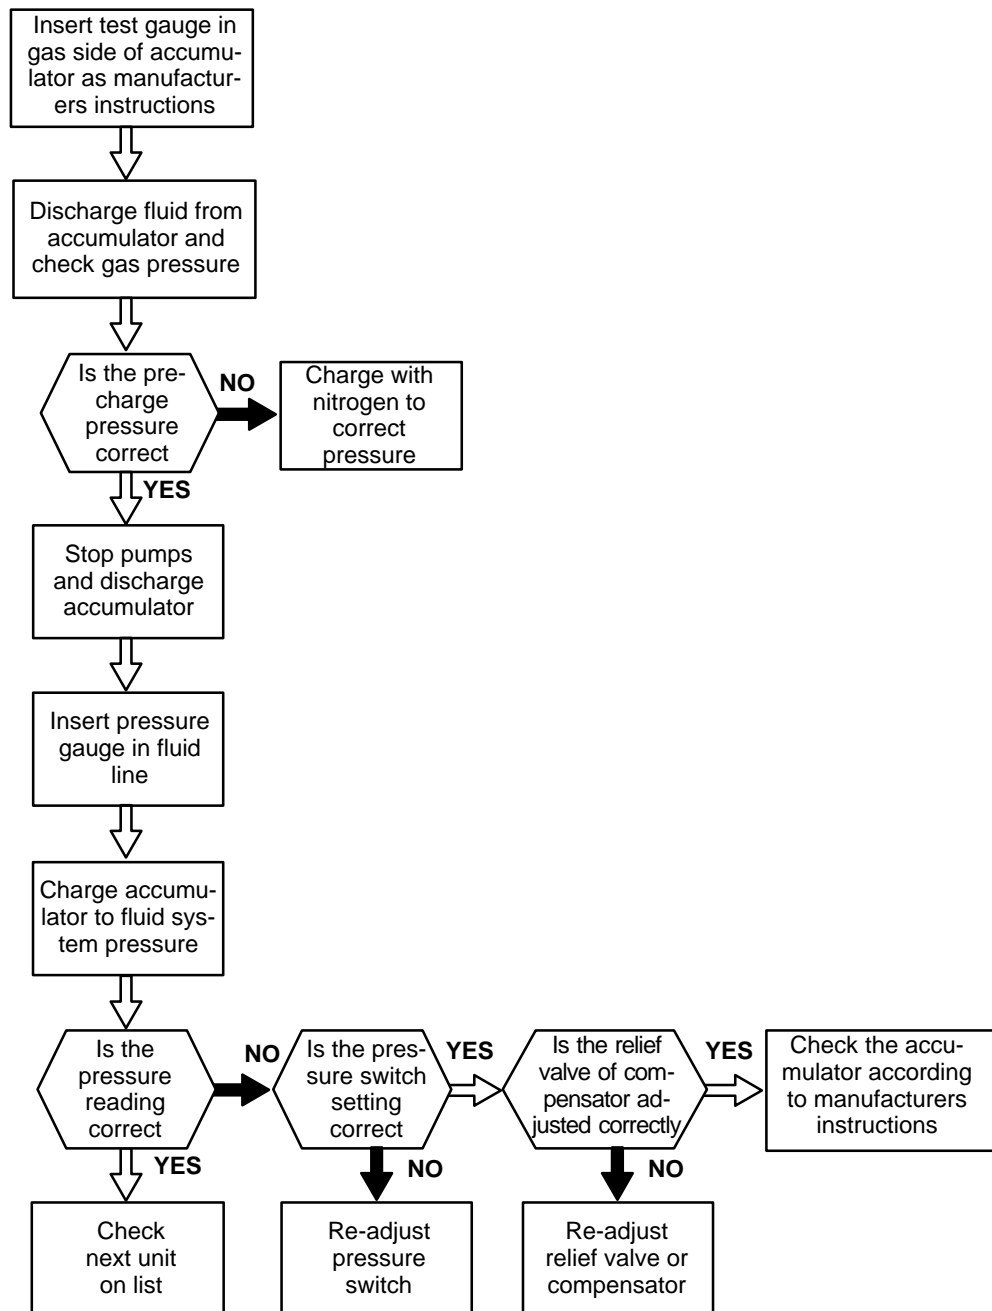 Insert test gauge in
gas side of accumu-
lator as manufactur-
ers instructions
Discharge fluid from
accumulator and
check gas pressure
Is the pre-
charge
pressure
correct
NO
Charge with
nitrogen to
correct
pressure
YES
Stop pumps
and discharge
accumulator
Insert pressure
gauge in fluid
line
Charge accumu-
lator to fluid sys-
tem pressure
Is the
pressure
reading
correct
NO
Is the pres-
sure switch
setting
correct
YES
Is the relief
valve of com-
pensator ad-
justed correctly
YES
Check the accu-
mulator according
to manufacturers
instructions
YES
NO
NO
Check
next unit
on list
Re-adjust
pressure
switch
Re-adjust
relief valve or
compensator